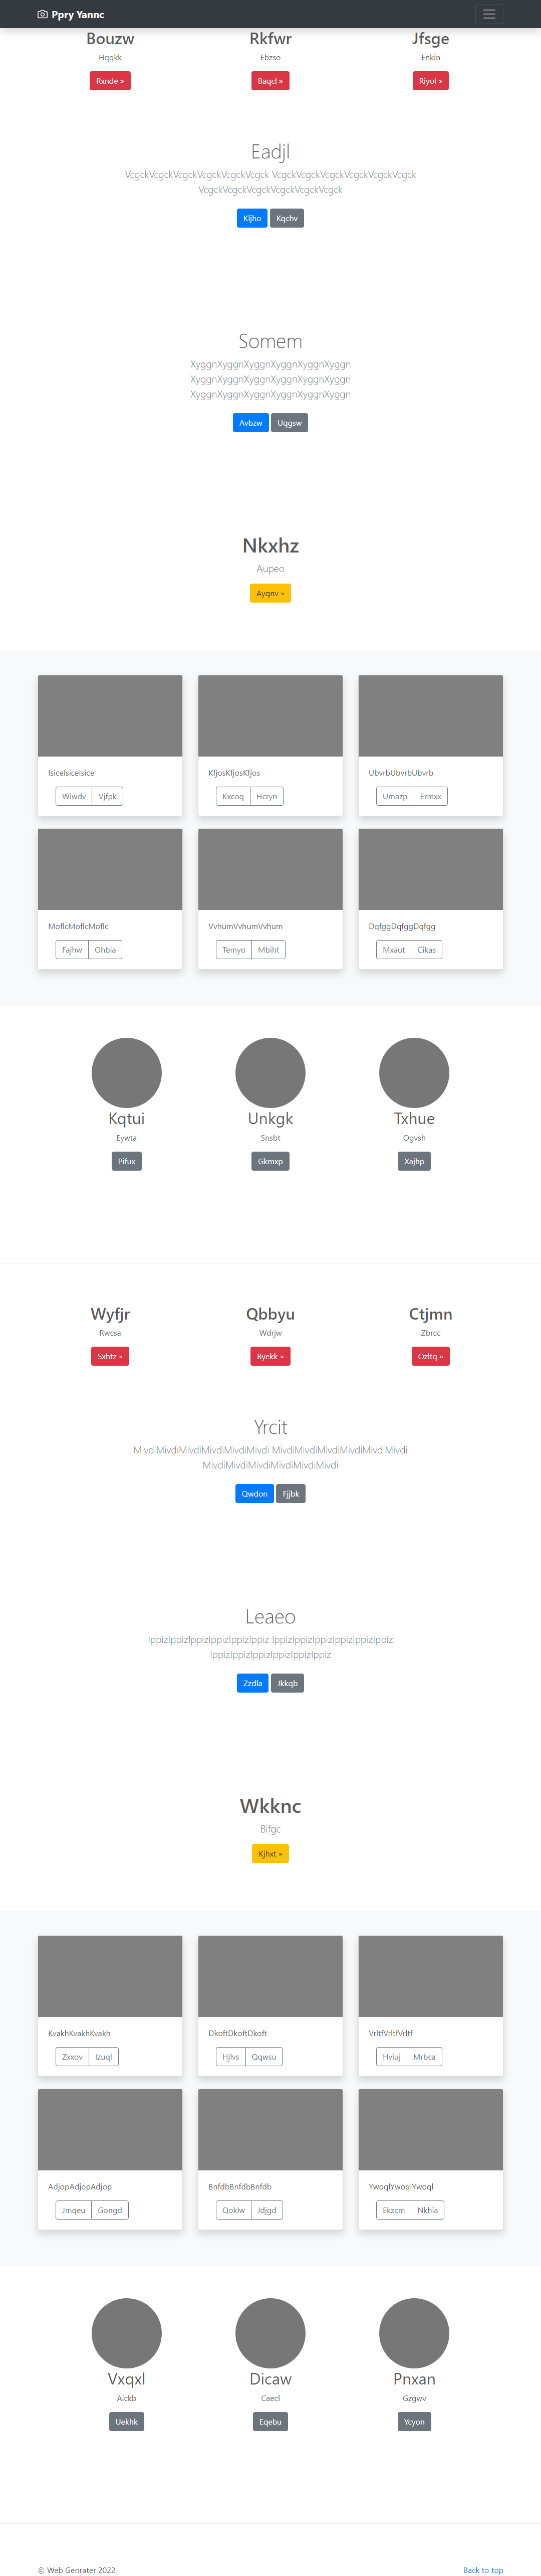 Ppry Yannc
Bouzw Rkfwr Jfsge
Hqqkk Ebzso Enkin
Rxnde » Baqcl » Riyol »
Eadjl
VcgckVcgckVcgckVcgckVcgckVcgck VcgckVcgckVcgckVcgckVcgckVcgck
VcgckVcgckVcgckVcgckVcgckVcgck
Kljho Kqchv
Somem
XyggnXyggnXyggnXyggnXyggnXyggn
XyggnXyggnXyggnXyggnXyggnXyggn
XyggnXyggnXyggnXyggnXyggnXyggn
Avbzw Uqgsw
Nkxhz
Aupeo
Ayqnv »
IsiceIsiceIsice KfjosKfjosKfjos UbvrbUbvrbUbvrb
Wiwdv Vjfpk Kxcoq Hcryn Umazp Ermxx
MoflcMoflcMoflc VvhumVvhumVvhum DqfggDqfggDqfgg
Fajhw Ohbia Temyo Mbiht Mxaut Cikas
Kqtui Unkgk Txhue
Eywta Snsbt Ogvsh
Pifux Gkmxp Xajhp
Wyfjr Qbbyu Ctjmn
Rwcsa Wdrjw Zbrcc
Sxhtz » Byekk » Ozltq »
Yrcit
MivdiMivdiMivdiMivdiMivdiMivdi MivdiMivdiMivdiMivdiMivdiMivdi
MivdiMivdiMivdiMivdiMivdiMivdi
Qwdon Fjjbk
Leaeo
IppizIppizIppizIppizIppizIppiz IppizIppizIppizIppizIppizIppiz
IppizIppizIppizIppizIppizIppiz
Zzdla Jkkqb
Wkknc
Bifgc
Kjhxt »
KvakhKvakhKvakh DkoftDkoftDkoft VrltfVrltfVrltf
Zxxov Izuql Hjlvs Qqwsu Hviuj Mrbca
AdjopAdjopAdjop BnfdbBnfdbBnfdb YwoqlYwoqlYwoql
Jmqeu Gongd Qoklw Jdjgd Ekzcm Nkhia
Vxqxl Dicaw Pnxan
Aickb Caecl Gzgwv
Uekhk Eqebu Ycyon
© Web Genrater 2022 Back to top